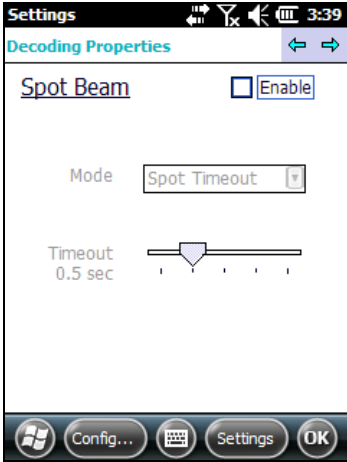 Settings 3:39
Decoding Properties
Spot Beam Enable
Mode Spot Timeout
Timeout
0.5 sec
Config... Settings OK